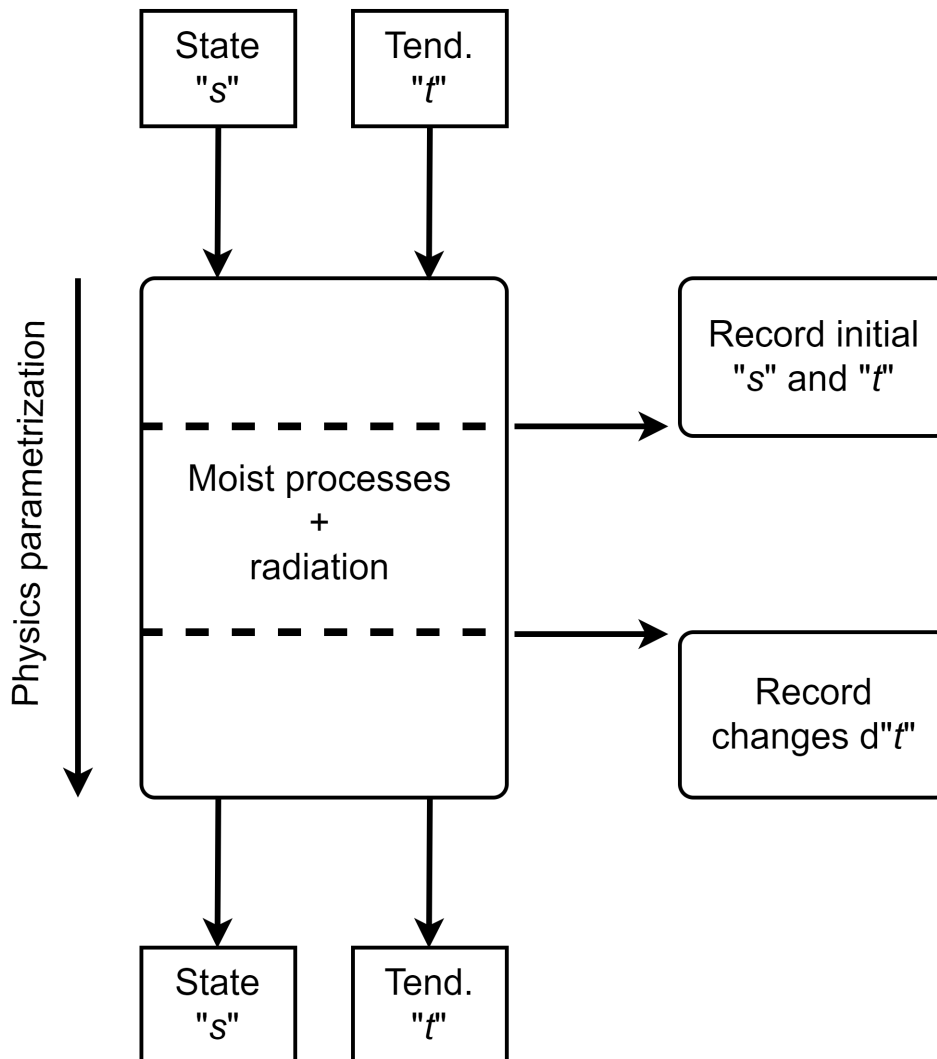 State
"s"
Tend.
"t"
Physics parametrization
Record initial
"s" and "t"
Moist processes
+
radiation
Record
changes d"t"
State
"s"
Tend.
"t"